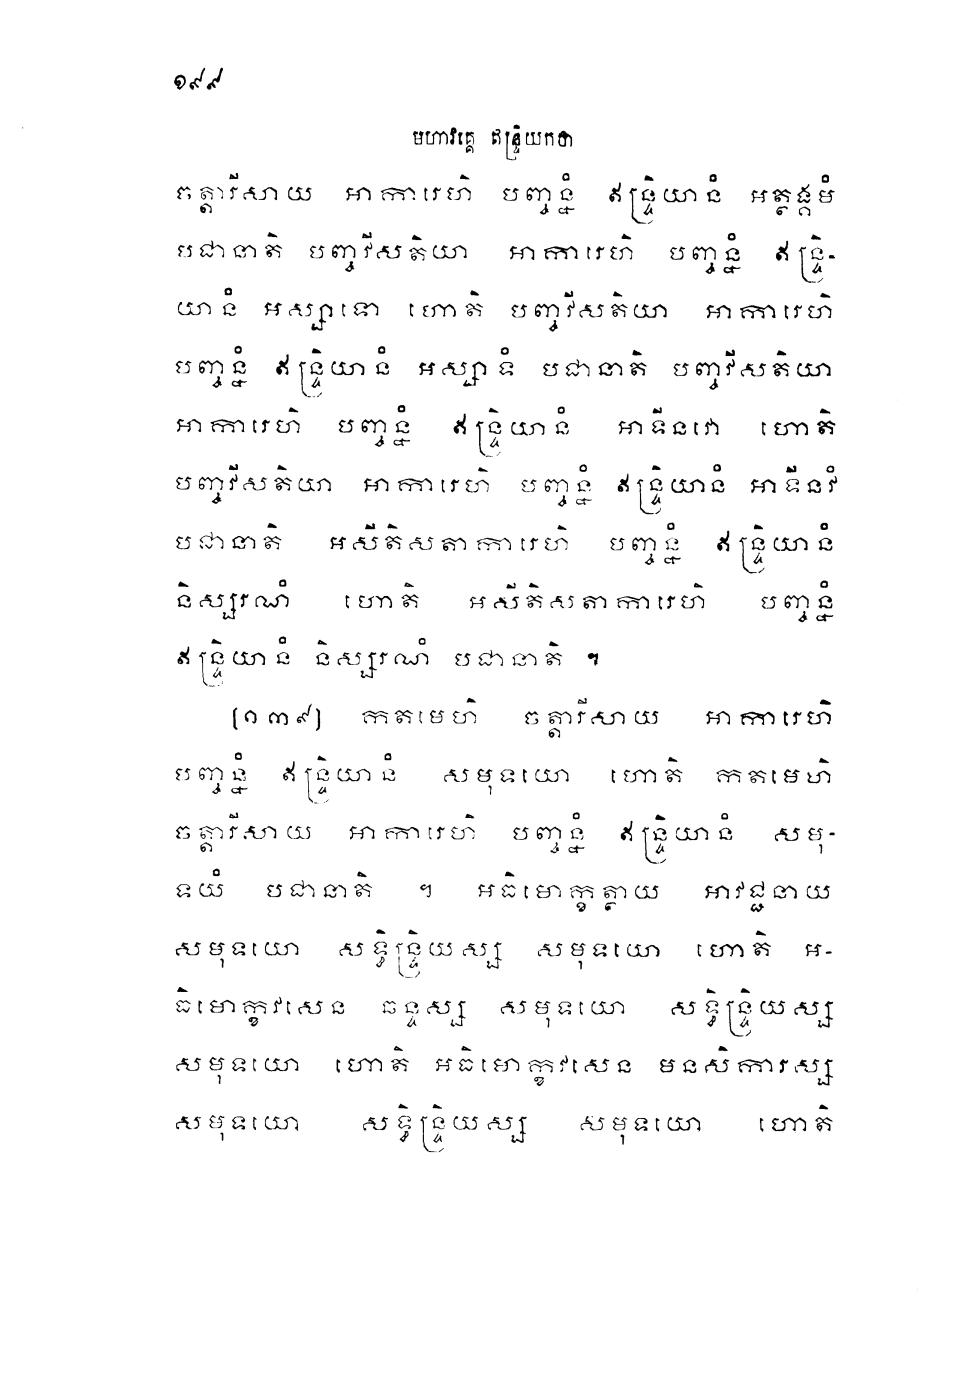 ១៩៩
មហាវគ្គេ ឥន្ទ្រិយកថា
ចត្តារីសាយ អាការេហិ បញ្ចន្នំ ឥន្ទ្រិយានំ អត្ថង្គមំ
បជានាតិ បញ្ចវីសតិយា អាការេហិ បញ្ចន្នំ ឥន្ទ្រិ-
យានំ អស្សាទោ ហោតិ បញ្ចវីសតិយា អាការេហិ
បញ្ចន្នំ ឥន្ទ្រិយានំ អស្សាទំ បជានាតិ បញ្ចវីសតិយា
អាការេហិ បញ្ចន្នំ ឥន្ទ្រិយានំ អាទីនវោ ហោតិ
បញ្ចវីសតិយា អាការេហិ បញ្ចន្នំ ឥន្ទ្រិយានំ អាទីនវំ
បជានាតិ អសីតិសតាការេហិ បញ្ចន្នំ ឥន្ទ្រិយានំ
និស្សរណំ ហោតិ អសីតិសតាការេហិ បញ្ចន្នំ
ឥន្ទ្រិយានំ និស្សរណំ បជានាតិ ។
[១៣៩] កតមេហិ ចត្តារីសាយ អាការេហិ
បញ្ចន្នំ ឥន្ទ្រិយានំ សមុទយោ ហោតិ កតមេហិ
ចត្តារីសាយ អាការេហិ បញ្ចន្នំ ឥន្ទ្រិយានំ សមុ-
ទយំ បជានាតិ ។ អធិមោក្ខត្ថាយ អាវជ្ជនាយ
សមុទយោ សទ្ធិន្ទ្រិយស្ស សមុទយោ ហោតិ អ-
ធិមោក្ខវសេន ឆន្ទស្ស សមុទយោ សទ្ធិន្ទ្រិយស្ស
សមុទយោ ហោតិ អធិមោក្ខវសេន មនសិការស្ស
សមុទយោ សទ្ធិន្ទ្រិយស្ស សមុទយោ ហោតិ